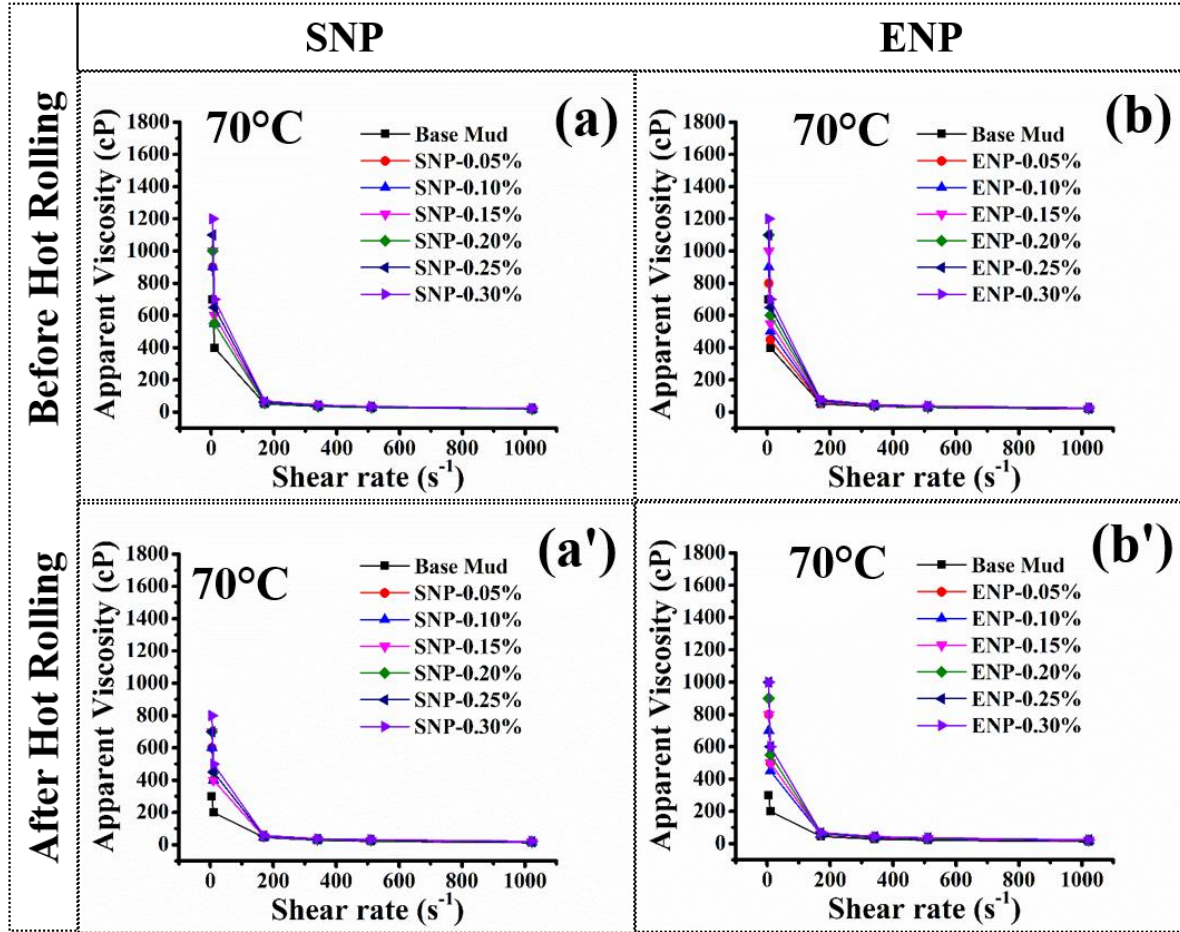 SNP
ENP
Before Hot Rolling
(a)
70°C
Apparent Viscosity (cP)
1800
1600
1400
1200
1000
800
600
400
200
0
Base Mud
SNP-0.05%
SNP-0.10%
SNP-0.15%
SNP-0.20%
SNP-0.25%
SNP-0.30%
0 200 400 600 800 1000
Shear rate (s⁻¹)
(b)
70°C
Apparent Viscosity (cP)
1800
1600
1400
1200
1000
800
600
400
200
0
Base Mud
ENP-0.05%
ENP-0.10%
ENP-0.15%
ENP-0.20%
ENP-0.25%
ENP-0.30%
0 200 400 600 800 1000
Shear rate (s⁻¹)
After Hot Rolling
(a')
70°C
Apparent Viscosity (cP)
1800
1600
1400
1200
1000
800
600
400
200
0
Base Mud
SNP-0.05%
SNP-0.10%
SNP-0.15%
SNP-0.20%
SNP-0.25%
SNP-0.30%
0 200 400 600 800 1000
Shear rate (s⁻¹)
(b')
70°C
Apparent Viscosity (cP)
1800
1600
1400
1200
1000
800
600
400
200
0
Base Mud
ENP-0.05%
ENP-0.10%
ENP-0.15%
ENP-0.20%
ENP-0.25%
ENP-0.30%
0 200 400 600 800 1000
Shear rate (s⁻¹)